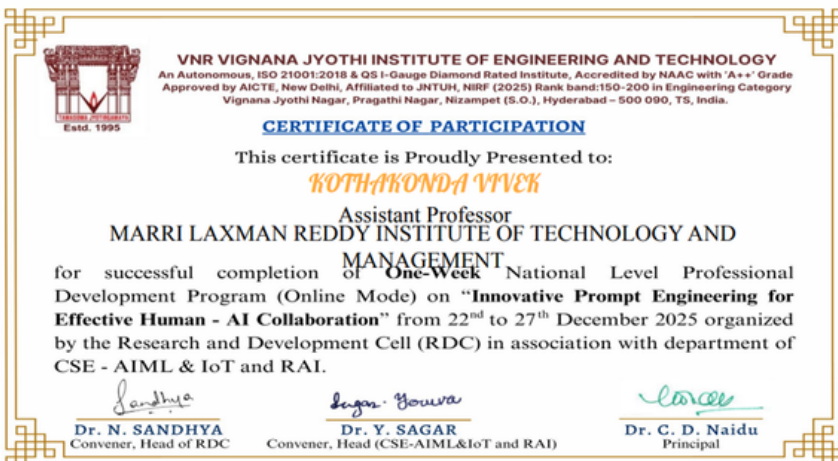 VNR VIGNANA JYOTHI INSTITUTE OF ENGINEERING AND TECHNOLOGY
An Autonomous, ISO 21001:2018 & QS I-Gauge Diamond Rated Institute, Accredited by NAAC with 'A++' Grade
Approved by AICTE, New Delhi, Affiliated to JNTUH, NIRF (2025) Rank band:150-200 in Engineering Category
Vignana Jyothi Nagar, Pragathi Nagar, Nizampet (S.O.), Hyderabad – 500 090, TS, India.
Estd. 1995
CERTIFICATE OF PARTICIPATION
This certificate is Proudly Presented to:
KOTHAKONDA VIVEK
Assistant Professor
MARRI LAXMAN REDDY INSTITUTE OF TECHNOLOGY AND
MANAGEMENT
for successful completion of One-Week National Level Professional
Development Program (Online Mode) on “Innovative Prompt Engineering for
Effective Human - AI Collaboration” from 22nd to 27th December 2025 organized
by the Research and Development Cell (RDC) in association with department of
CSE - AIML & IoT and RAI.
Sandhya
Dr. N. SANDHYA
Convener, Head of RDC
Dr. Y. SAGAR
Convener, Head (CSE-AIML&IoT and RAI)
Dr. C. D. Naidu
Principal